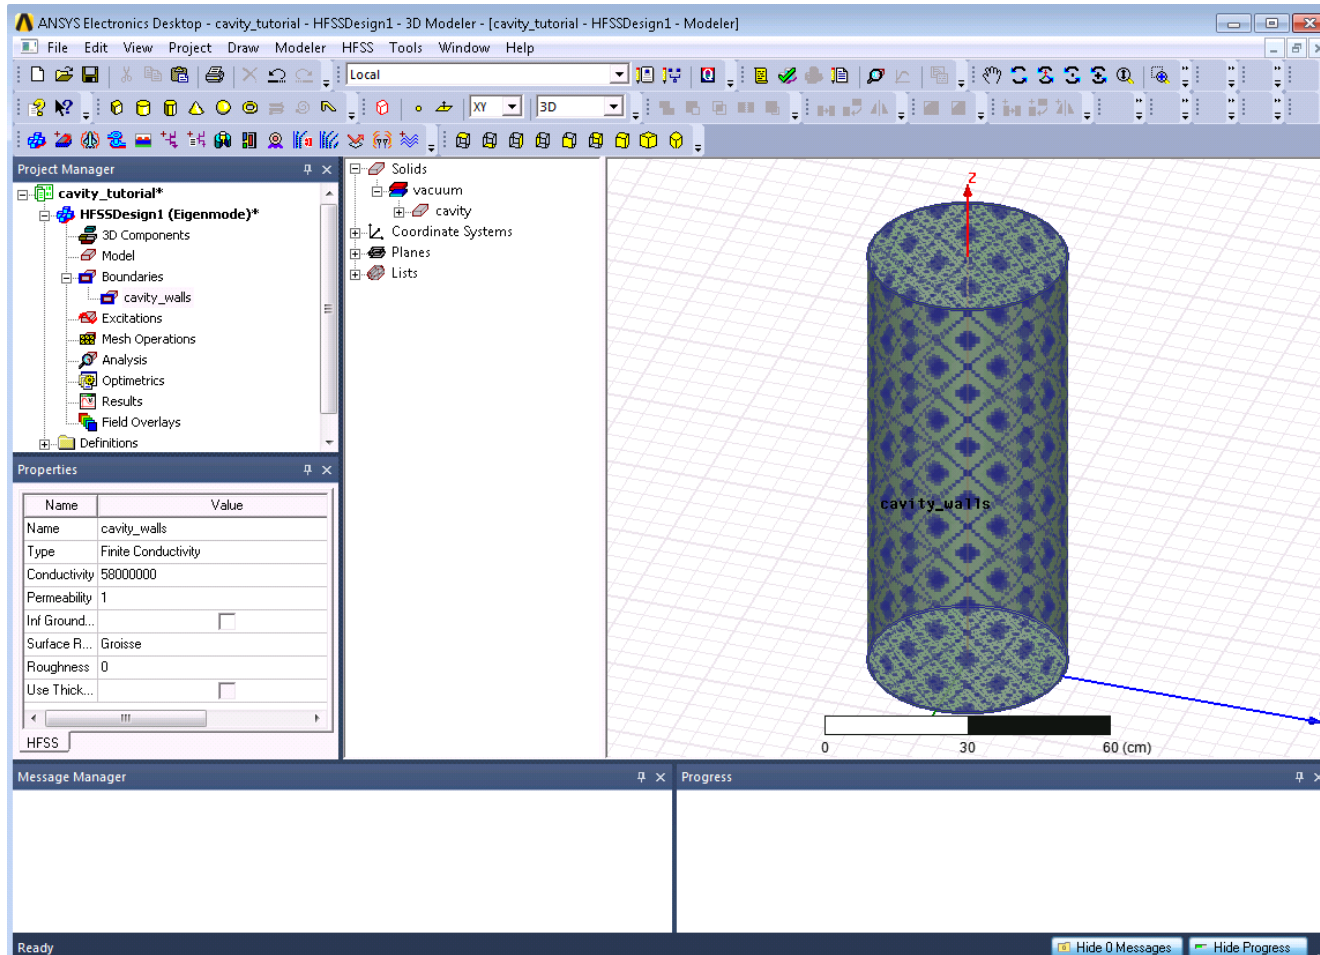 ANSYS Electronics Desktop - cavity_tutorial - HFSSDesign1 - 3D Modeler - [cavity_tutorial - HFSSDesign1 - Modeler]
File Edit View Project Draw Modeler HFSS Tools Window Help
Local
XY 3D
Project Manager
cavity_tutorial*
HFSSDesign1 (Eigenmode)*
3D Components
Model
Boundaries
cavity_walls
Excitations
Mesh Operations
Analysis
Optimetrics
Results
Field Overlays
Definitions
Solids
vacuum
cavity
Coordinate Systems
Planes
Lists
Z
cavity_walls
0 30 60 (cm)
Properties
Name Value
Name cavity_walls
Type Finite Conductivity
Conductivity 58000000
Permeability 1
Inf Ground...
Surface R... Groisse
Roughness 0
Use Thick...
HFSS
Message Manager
Progress
Ready
Hide 0 Messages Hide Progress